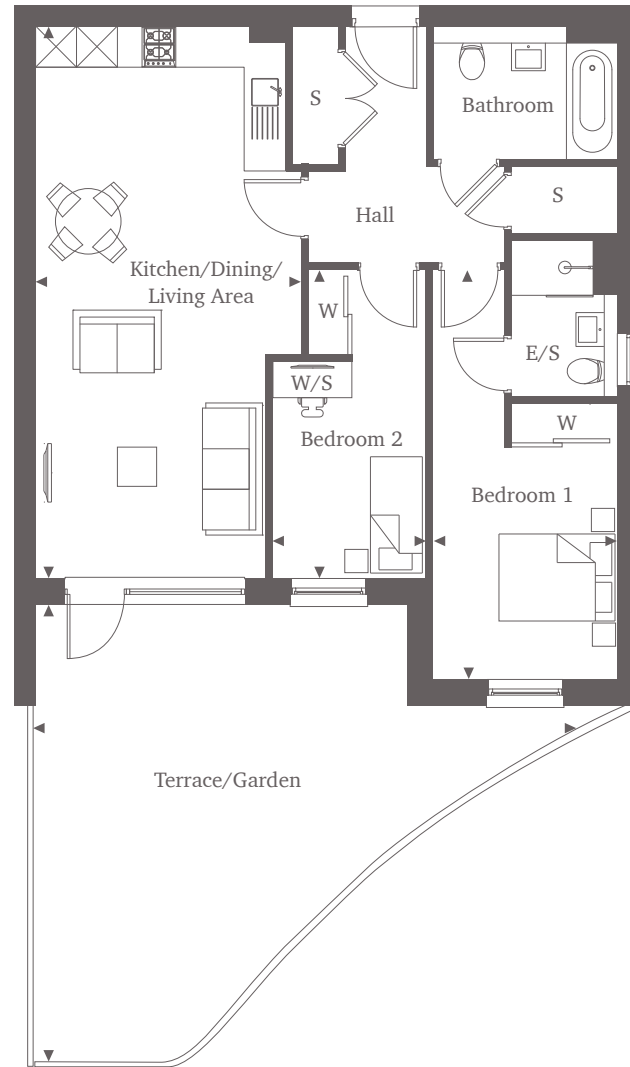 S
Bathroom
S
Hall
Kitchen/Dining/
Living Area
W
E/S
W/S
W
Bedroom 2
Bedroom 1
Terrace/Garden